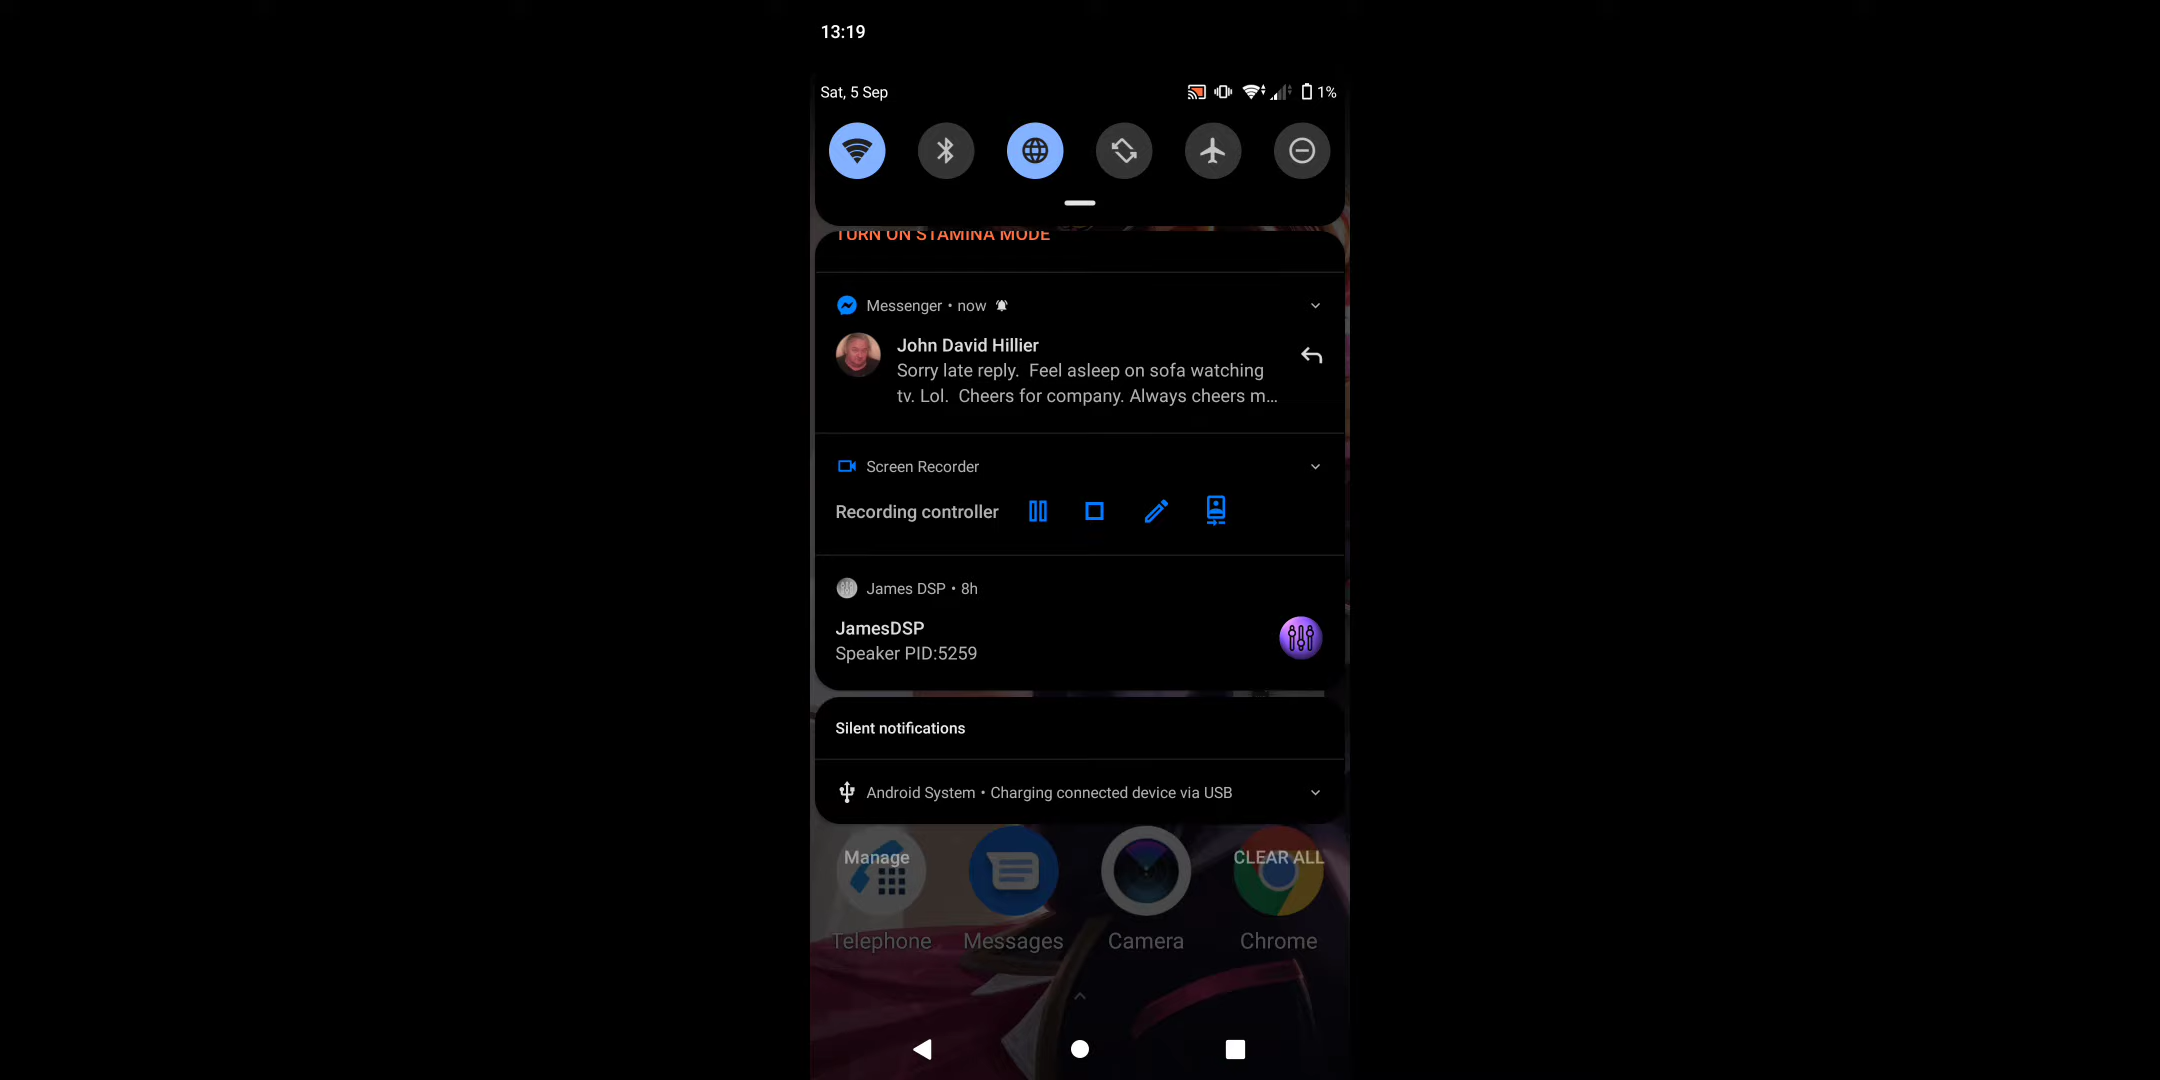 13:19
Sat, 5 Sep
1%
TURN ON STAMINA MODE
Messenger • now
John David Hillier
Sorry late reply.  Feel asleep on sofa watching
tv. Lol.  Cheers for company. Always cheers m...
Screen Recorder
Recording controller
James DSP • 8h
JamesDSP
Speaker PID:5259
Silent notifications
Android System • Charging connected device via USB
Manage
CLEAR ALL
Telephone
Messages
Camera
Chrome